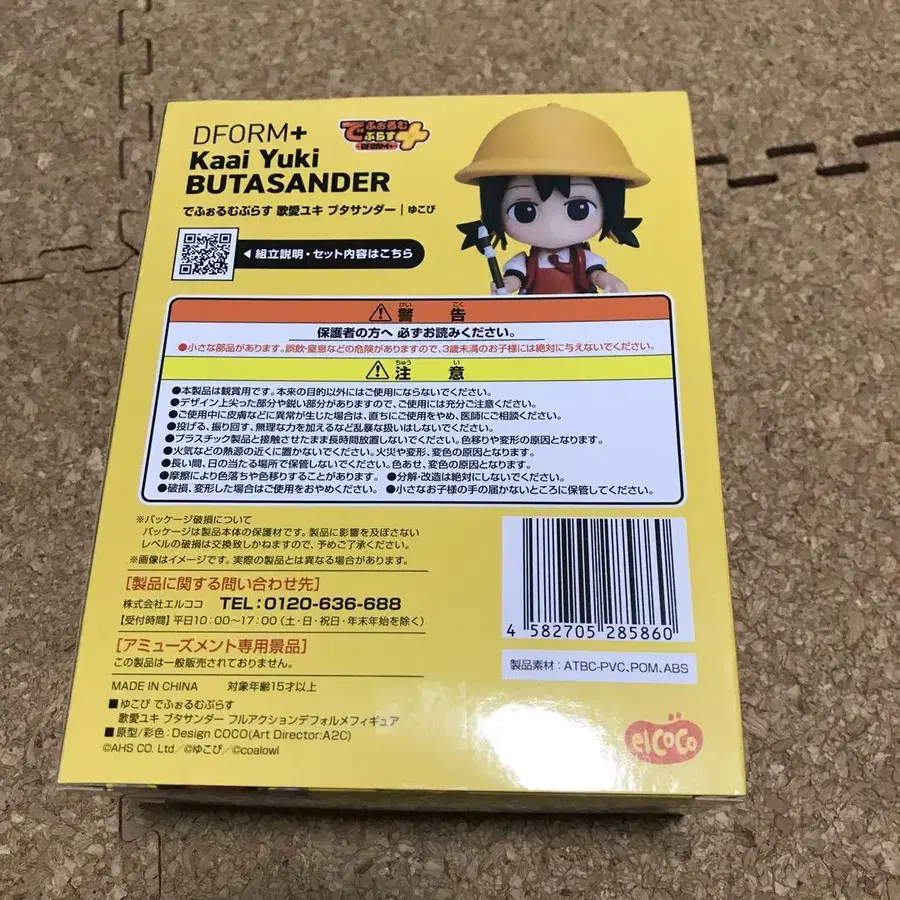 DFORM+
Kaai Yuki
BUTASANDER
でふぉるむ
ぷらす+
DFORM+
でふぉるむぷらす 歌愛ユキ ブタサンダー|ゆこぴ
◀組立説明・セット内容はこちら
⚠警告
けい こく
保護者の方へ 必ずお読みください。
●小さな部品があります。誤飲・窒息などの危険がありますので、3歳未満のお子様には絶対に与えないでください。
⚠注意
ちゅう い
●本製品は観賞用です。本来の目的以外にはご使用にならないでください。
●デザイン上尖った部分や鋭い部分がありますので、ご使用には充分ご注意ください。
●ご使用中に皮膚などに異常が生じた場合は、直ちにご使用をやめ、医師にご相談ください。
●投げる、振り回す、無理な力を加えるなど乱暴な扱いはしないでください。
●プラスチック製品と接触させたまま長時間放置しないでください。色移りや変形の原因となります。
●火気などの熱源の近くに置かないでください。火災や変形、変色の原因となります。
●長い間、日の当たる場所で保管しないでください。色あせ、変色の原因となります。
●摩擦により色落ちや色移りすることがあります。 ●分解・改造は絶対にしないでください。
●破損、変形した場合はご使用をおやめください。 ●小さなお子様の手の届かないところに保管してください。
※パッケージ破損について
パッケージは製品本体の保護材です。製品に影響を及ぼさない
レベルの破損は交換致しかねますので、予めご了承ください。
※画像はイメージです。実際の製品とは異なる場合があります。
[製品に関する問い合わせ先]
株式会社エルココ TEL:0120-636-688
【受付時間】平日10:00~17:00(土・日・祝日・年末年始を除く)
[アミューズメント専用景品]
この製品は一般販売されておりません。
MADE IN CHINA 対象年齢15才以上
■ゆこぴ でふぉるむぷらす
歌愛ユキ ブタサンダー フルアクションデフォルメフィギュア
■原型/彩色:Design COCO(Art Director:A2C)
©AHS CO. Ltd/©ゆこぴ/©coalowl
4 582705 285860
製品素材:ATBC-PVC、POM、ABS
elCoCo